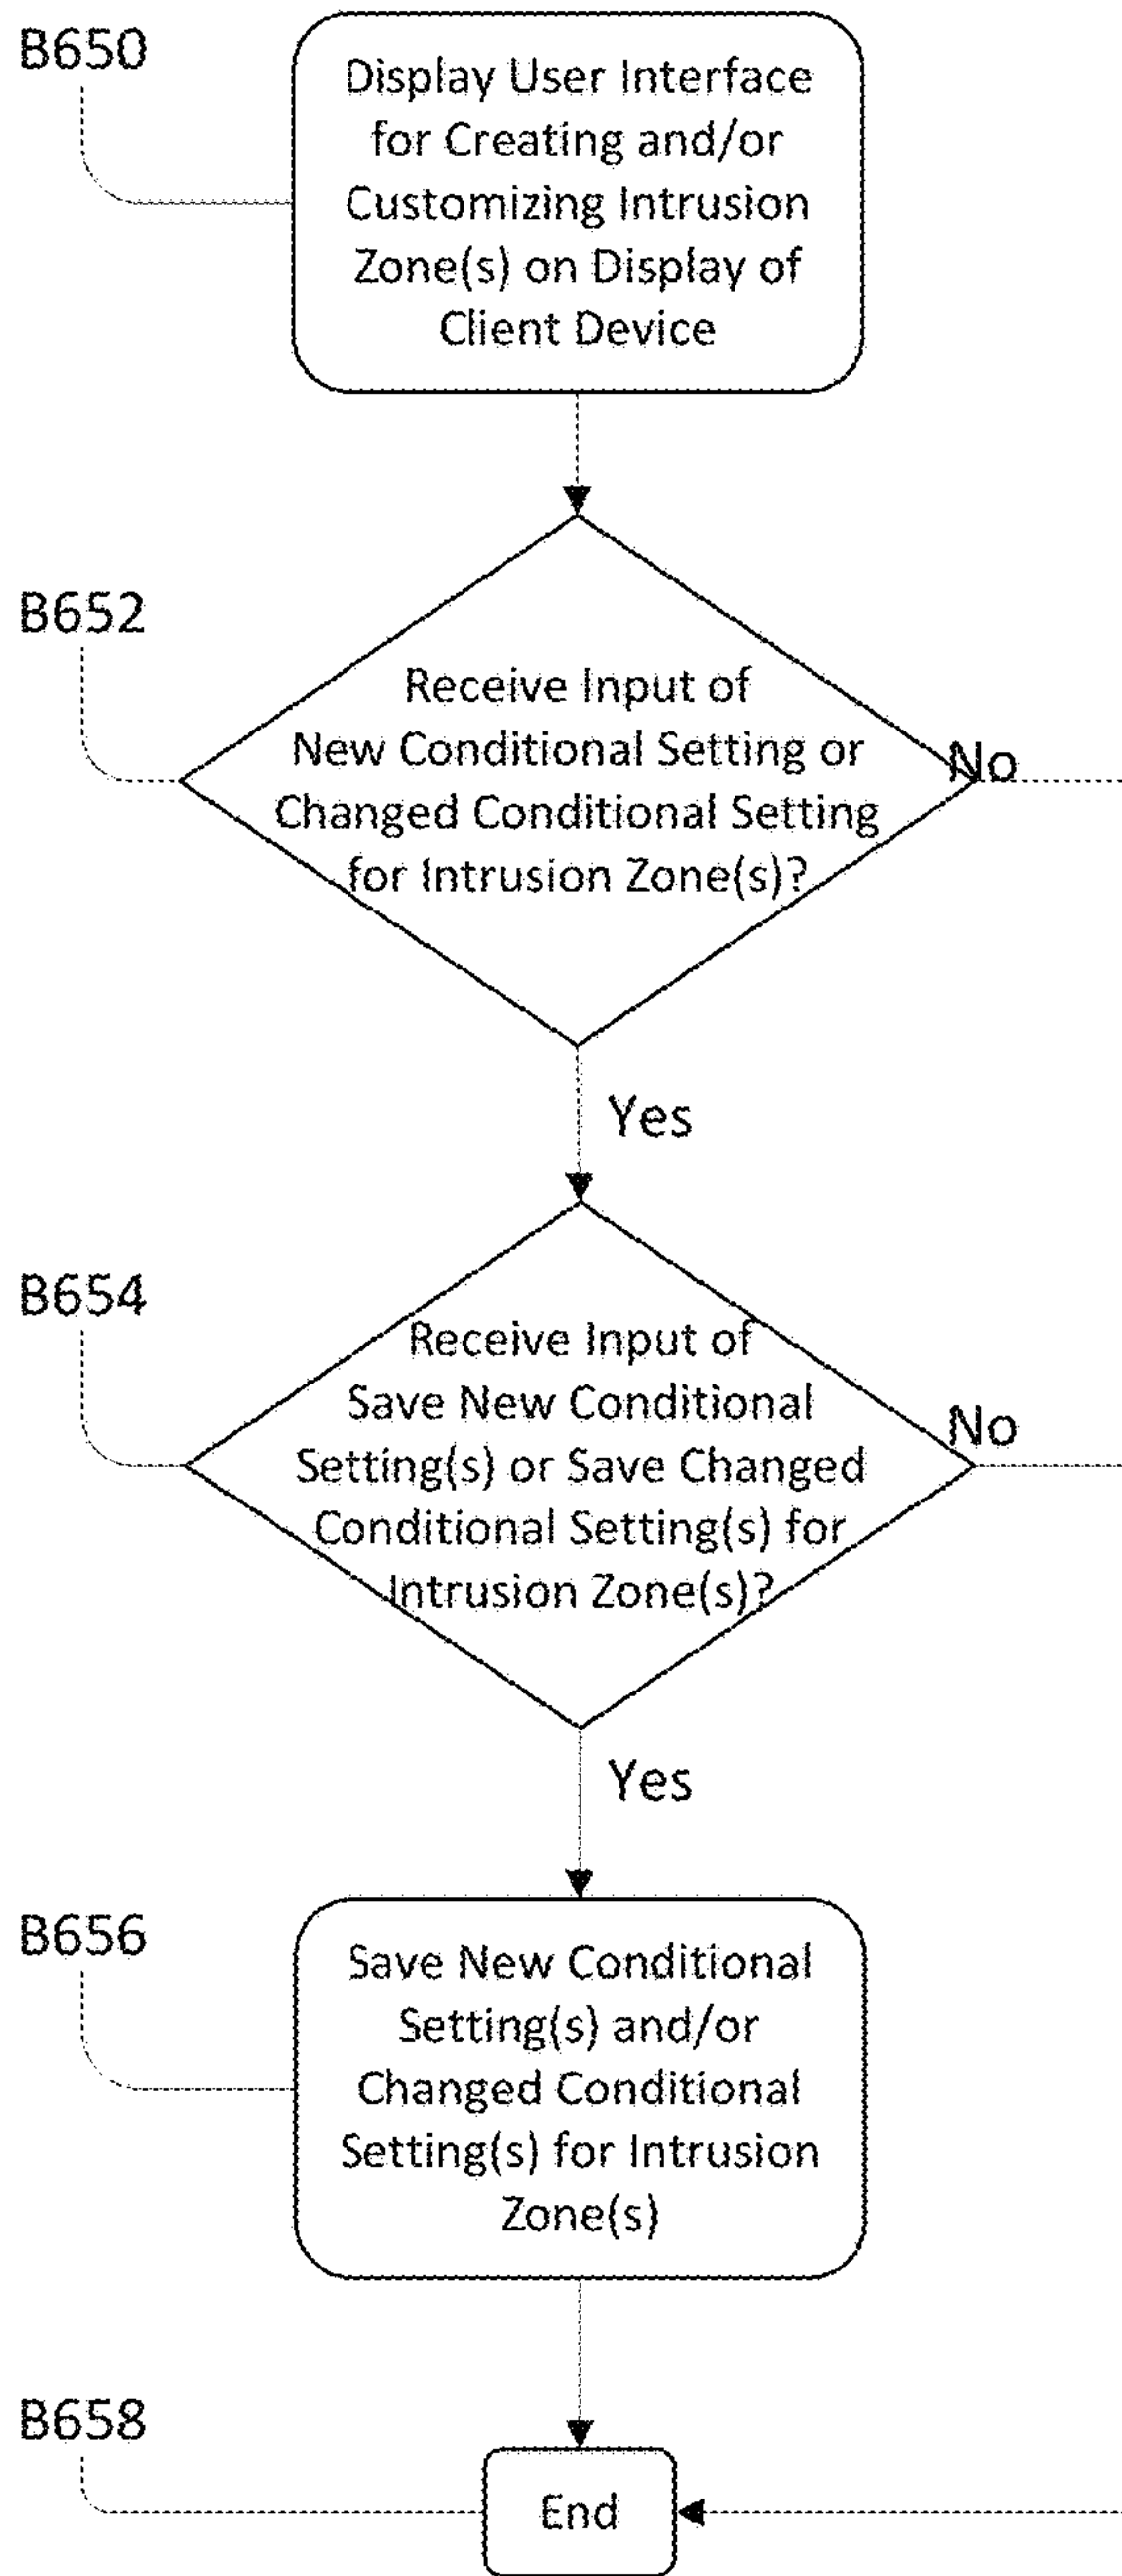 B650
Display User Interface
for Creating and/or
Customizing Intrusion
Zone(s) on Display of
Client Device
B652
Receive Input of
New Conditional Setting or
Changed Conditional Setting
for Intrusion Zone(s)?
No
Yes
B654
Receive Input of
Save New Conditional
Setting(s) or Save Changed
Conditional Setting(s) for
Intrusion Zone(s)?
No
Yes
B656
Save New Conditional
Setting(s) and/or
Changed Conditional
Setting(s) for Intrusion
Zone(s)
B658
End